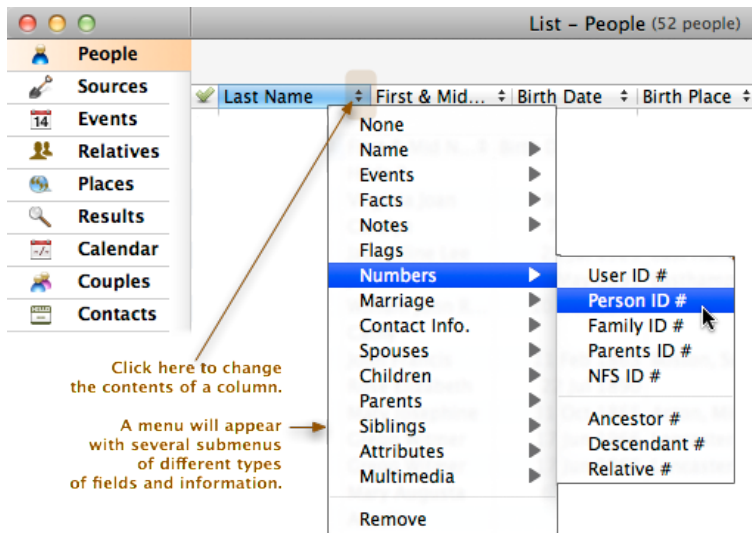 List – People (52 people)
People
Sources
Events
Relatives
Places
Results
Calendar
Couples
Contacts
14
-/-
HELLO
Last Name
First & Mid...
Birth Date
Birth Place
None
Name
Events
Facts
Notes
Flags
Numbers
Marriage
Contact Info.
Spouses
Children
Parents
Siblings
Attributes
Multimedia
Remove
User ID #
Person ID #
Family ID #
Parents ID #
NFS ID #
Ancestor #
Descendant #
Relative #
Click here to change
the contents of a column.
A menu will appear
with several submenus
of different types
of fields and information.